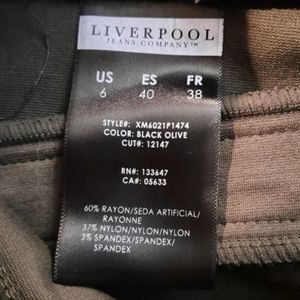 LIVERPOOL
JEANS COMPANY™
US ES FR
6 40 38
STYLE#: XM6021P1474
COLOR: BLACK OLIVE
CUT#: 12147
RN#: 133647
CA#: 05633
60% RAYON/SEDA ARTIFICIAL/
RAYONNE
37% NYLON/NYLON/NYLON
3% SPANDEX/SPANDEX/
SPANDEX